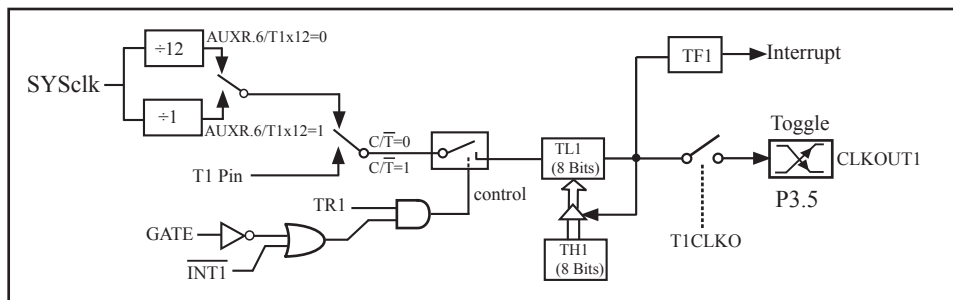 AUXR.6/T1x12=0
÷12
SYSclk
÷1
AUXR.6/T1x12=1
T1 Pin
C/T̅=0
C/T̅=1
TR1
GATE
I̅N̅T̅1̅
control
TL1
(8 Bits)
TH1
(8 Bits)
TF1
Interrupt
Toggle
CLKOUT1
P3.5
T1CLKO